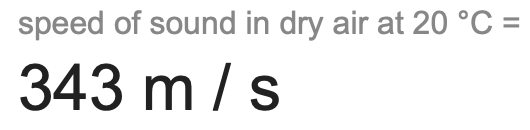 speed of sound in dry air at 20 °C =
343 m / s